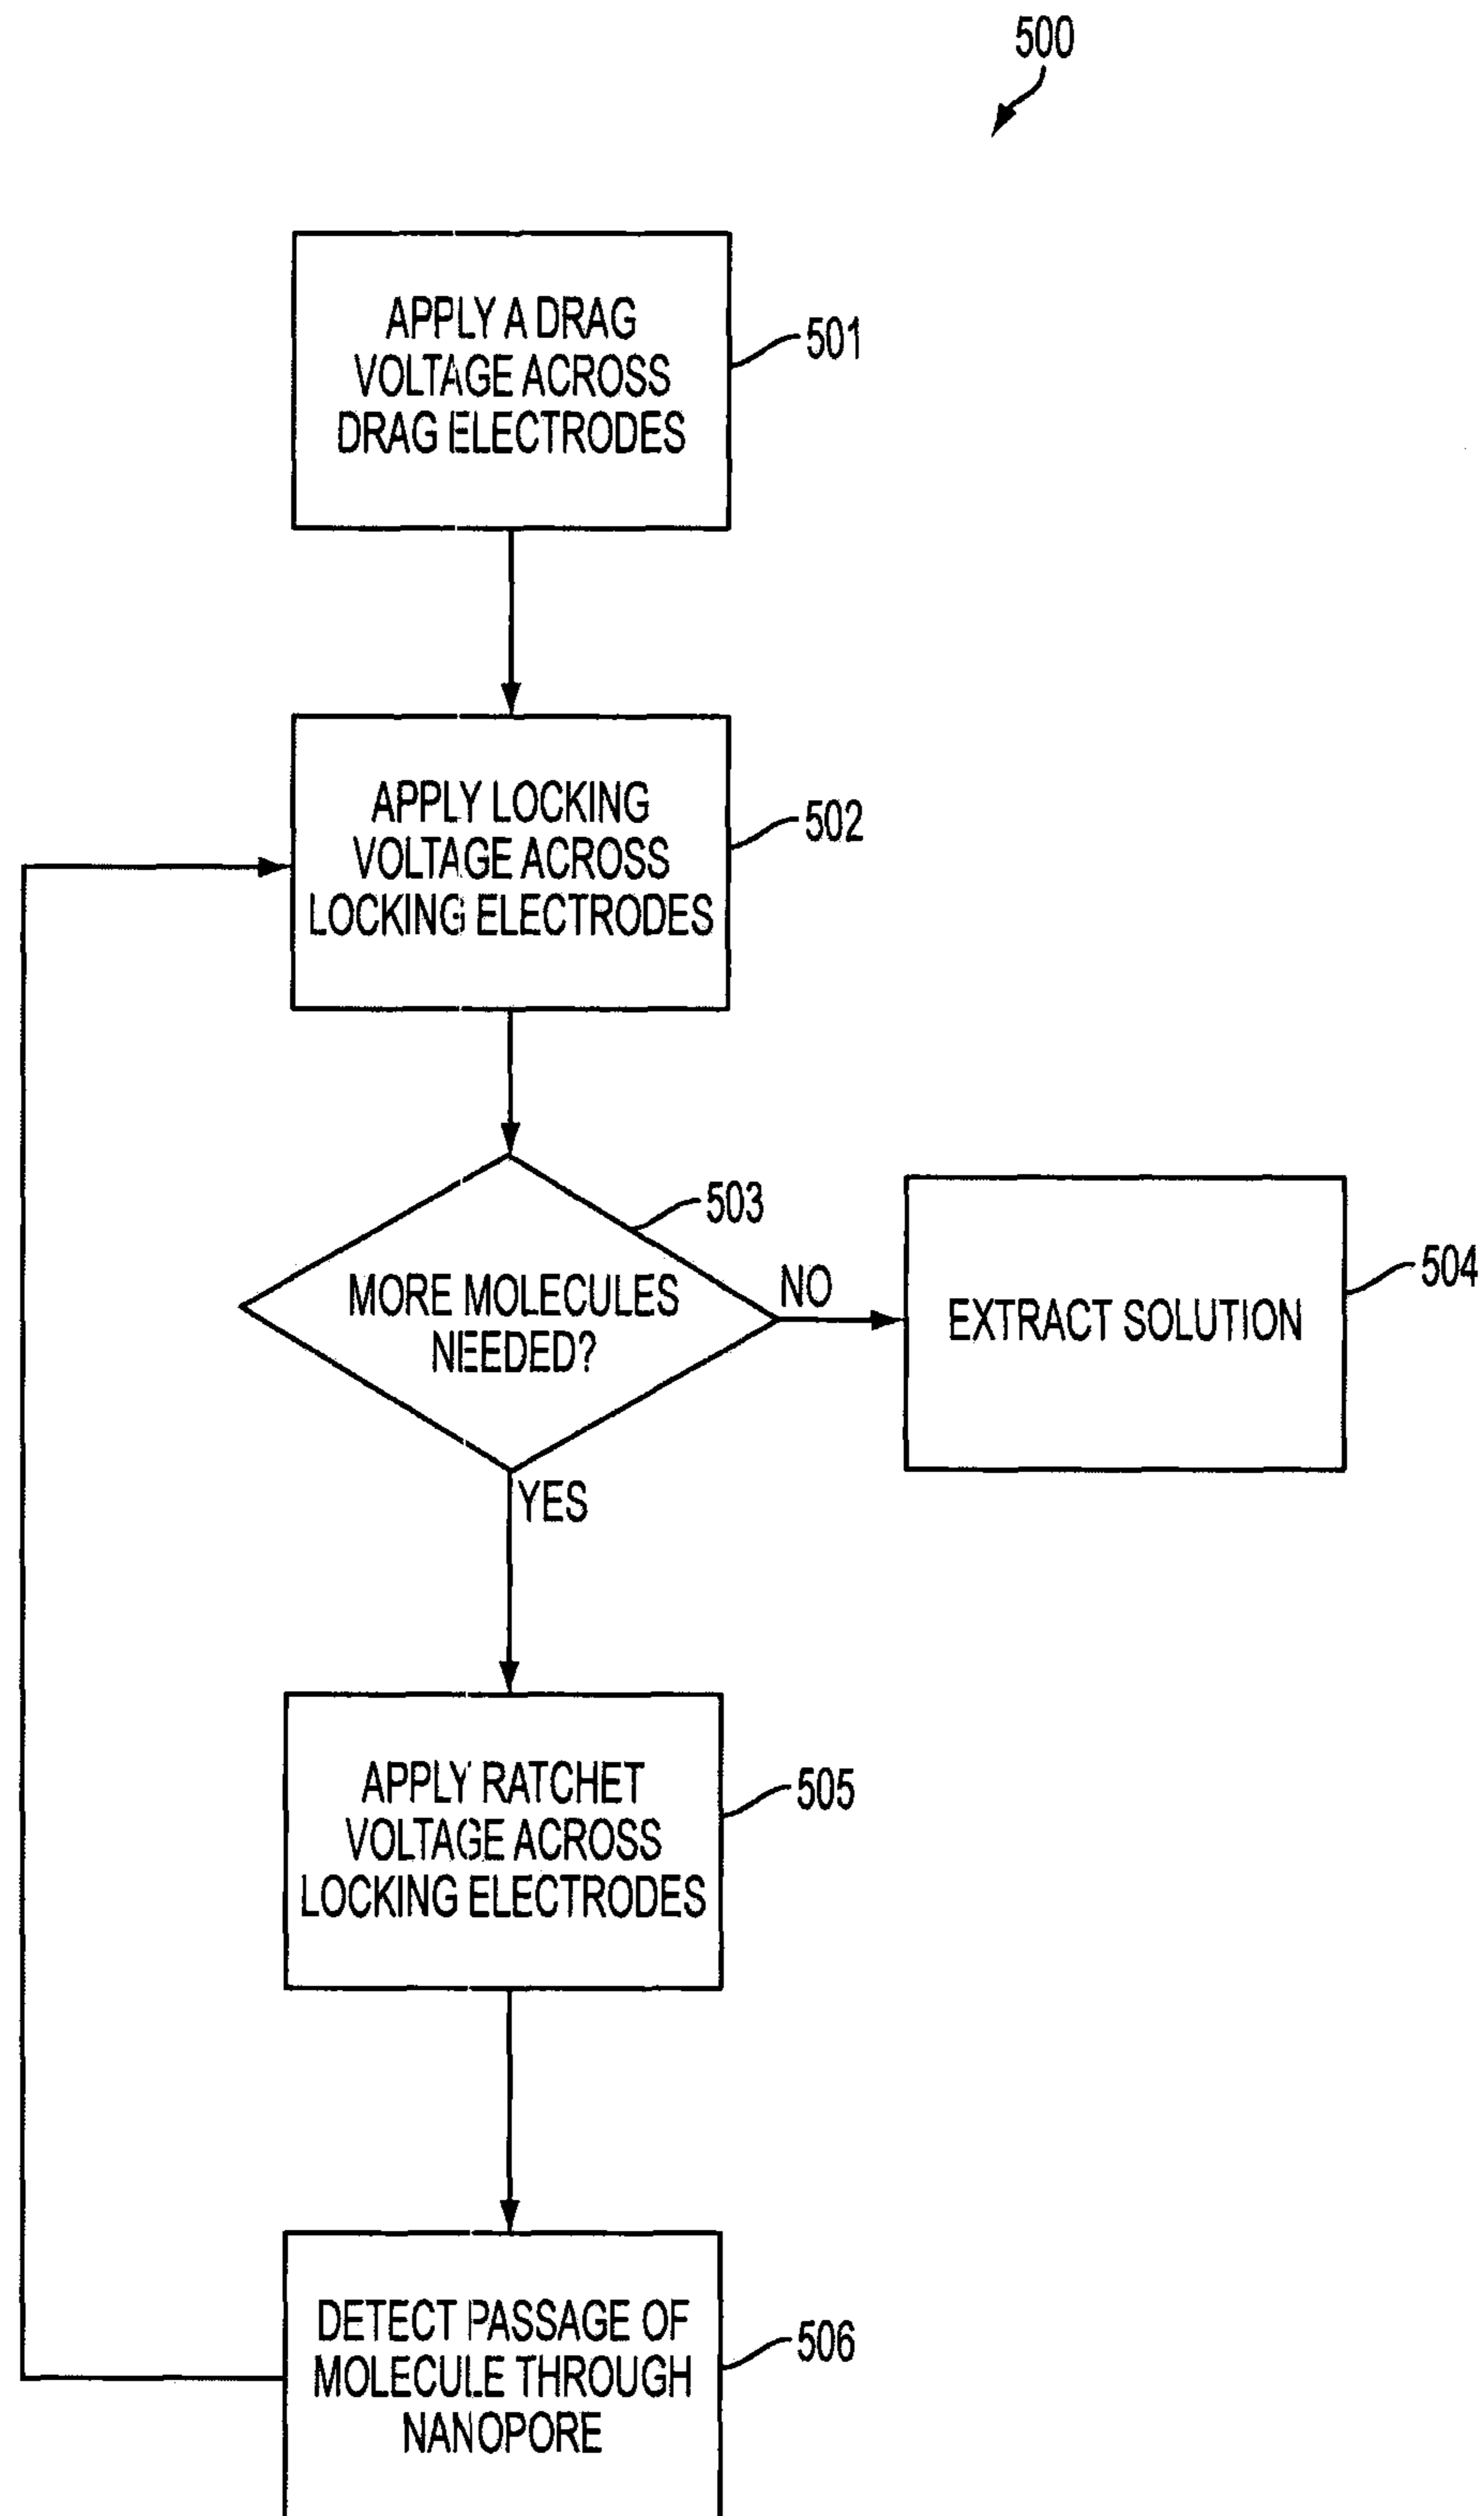 500
APPLY A DRAG
VOLTAGE ACROSS
DRAG ELECTRODES
501
APPLY LOCKING
VOLTAGE ACROSS
LOCKING ELECTRODES
502
503
MORE MOLECULES
NEEDED?
NO
EXTRACT SOLUTION
504
YES
APPLY RATCHET
VOLTAGE ACROSS
LOCKING ELECTRODES
505
DETECT PASSAGE OF
MOLECULE THROUGH
NANOPORE
506